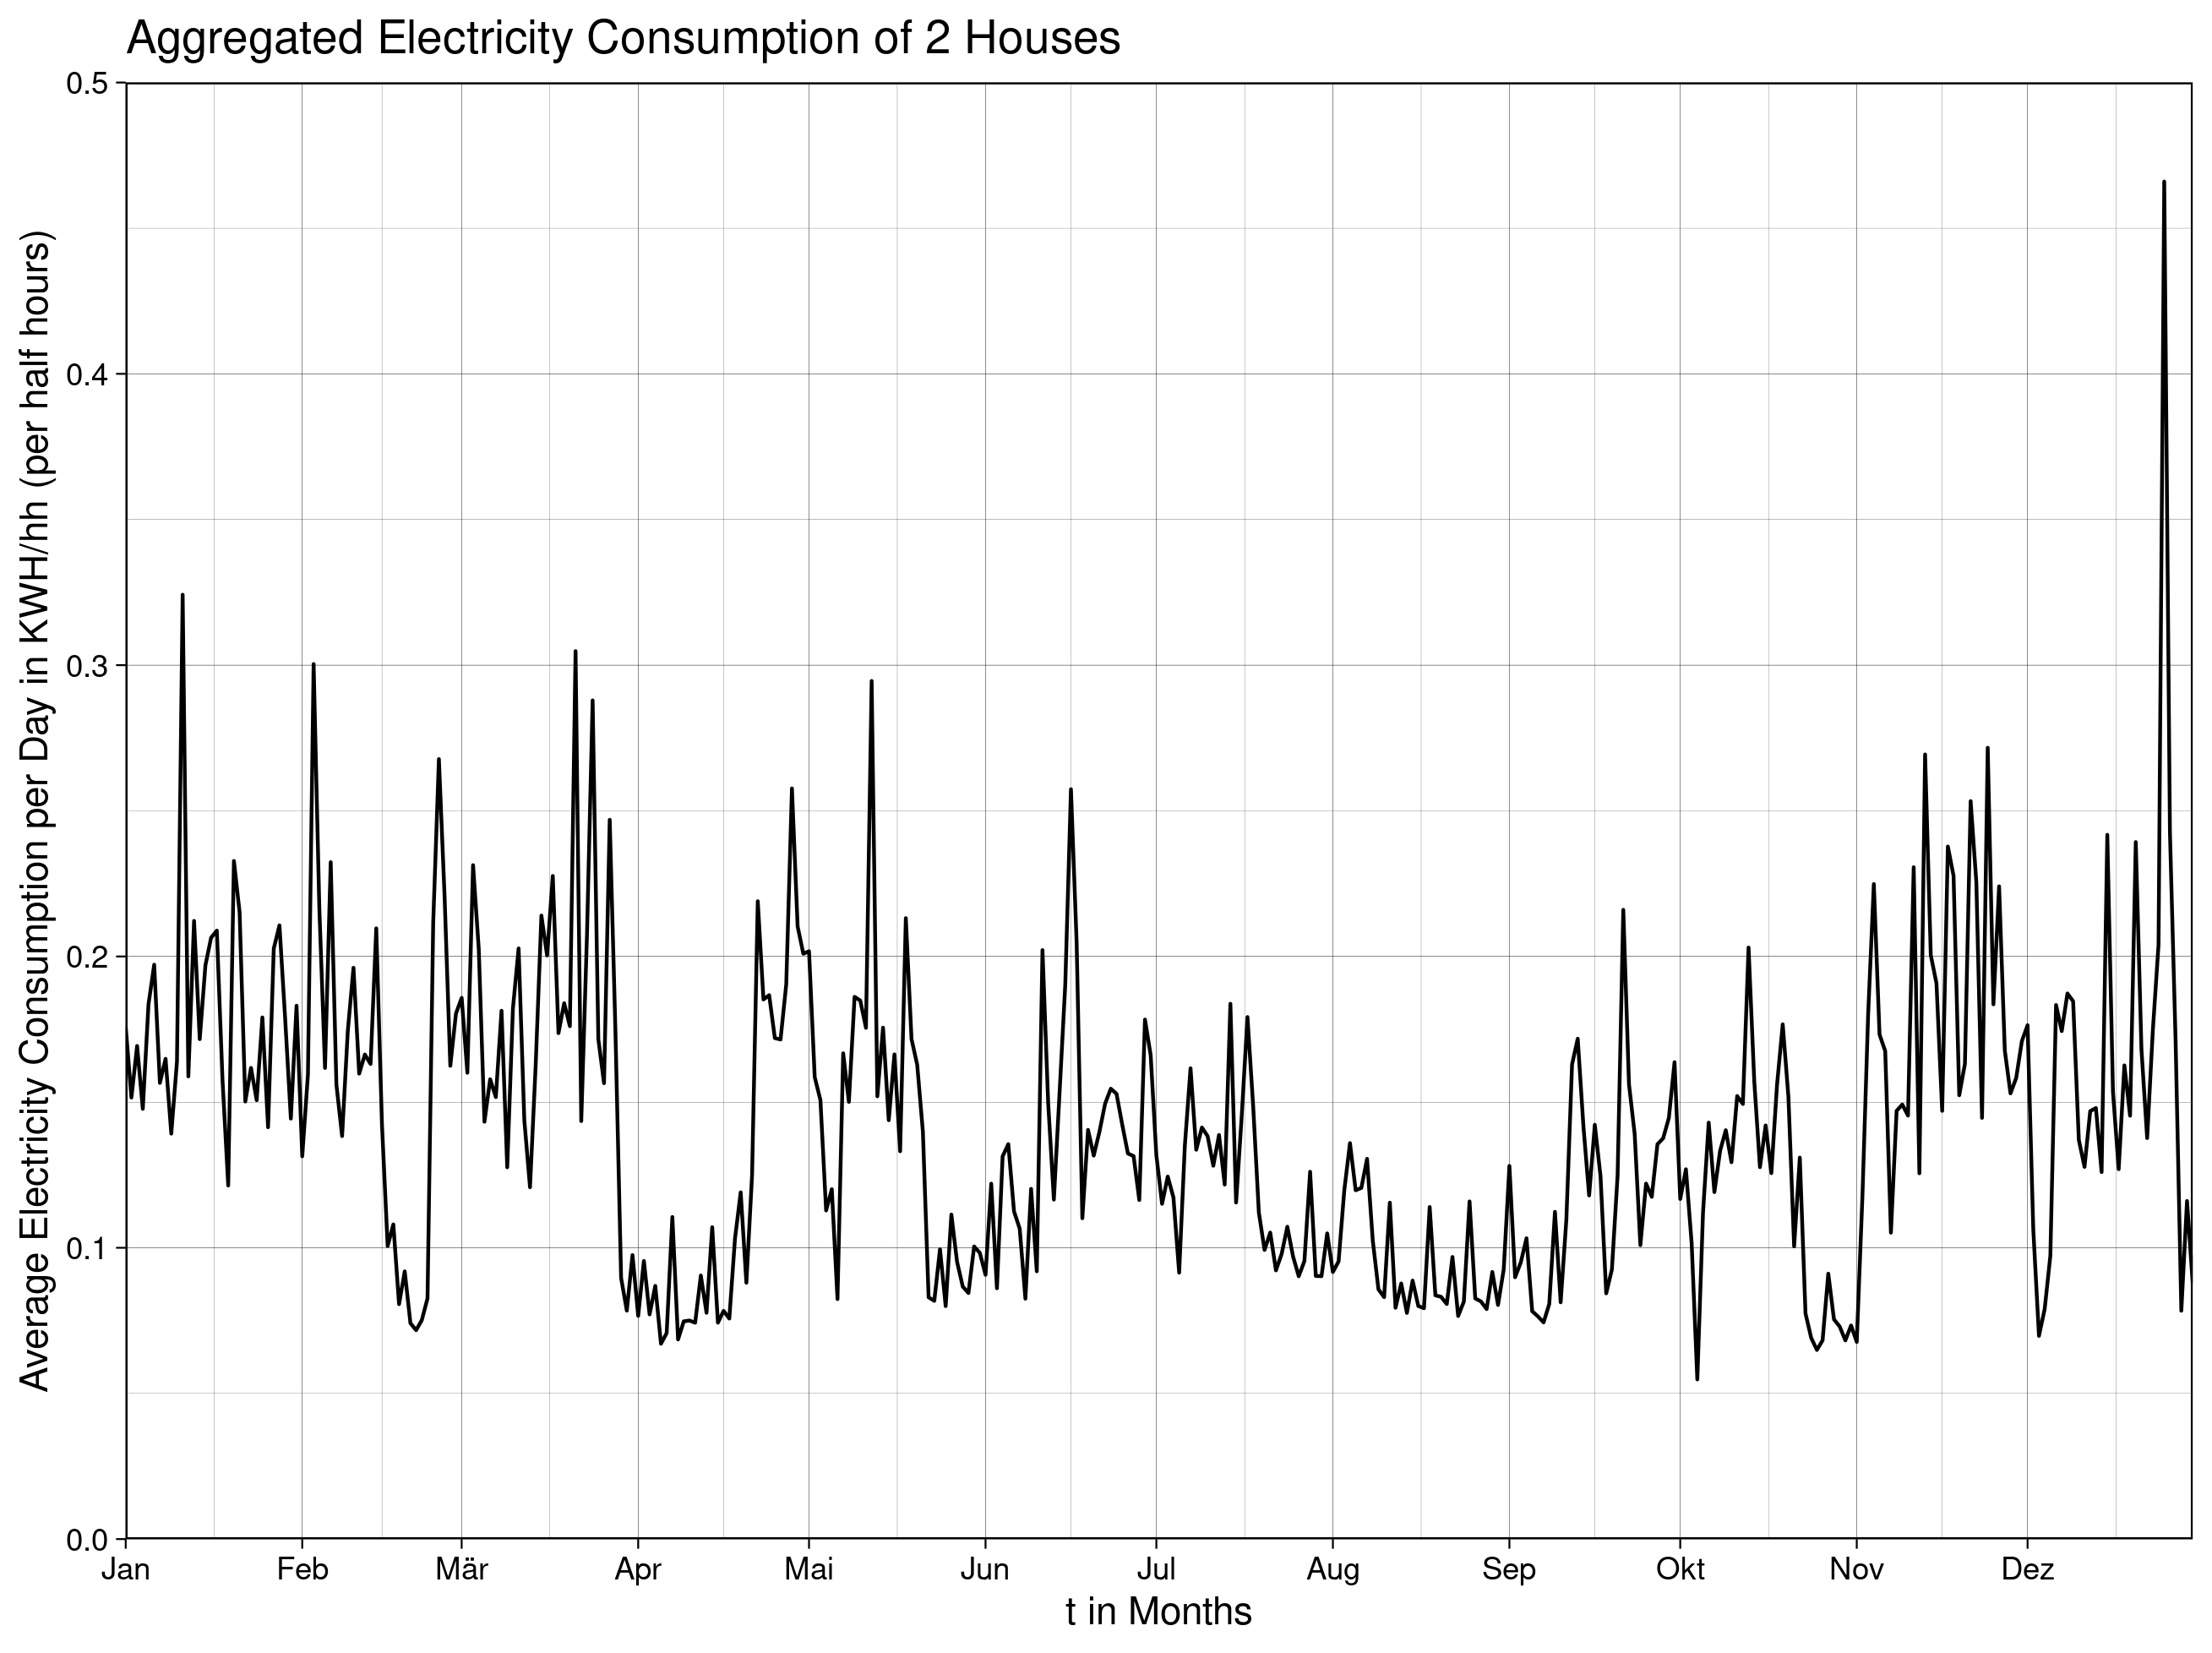 Aggregated Electricity Consumption of 2 Houses
Average Electricity Consumption per Day in KWH/hh (per half hours)
0.5
0.4
0.3
0.2
0.1
0.0
Jan Feb Mär Apr Mai Jun Jul Aug Sep Okt Nov Dez
t in Months